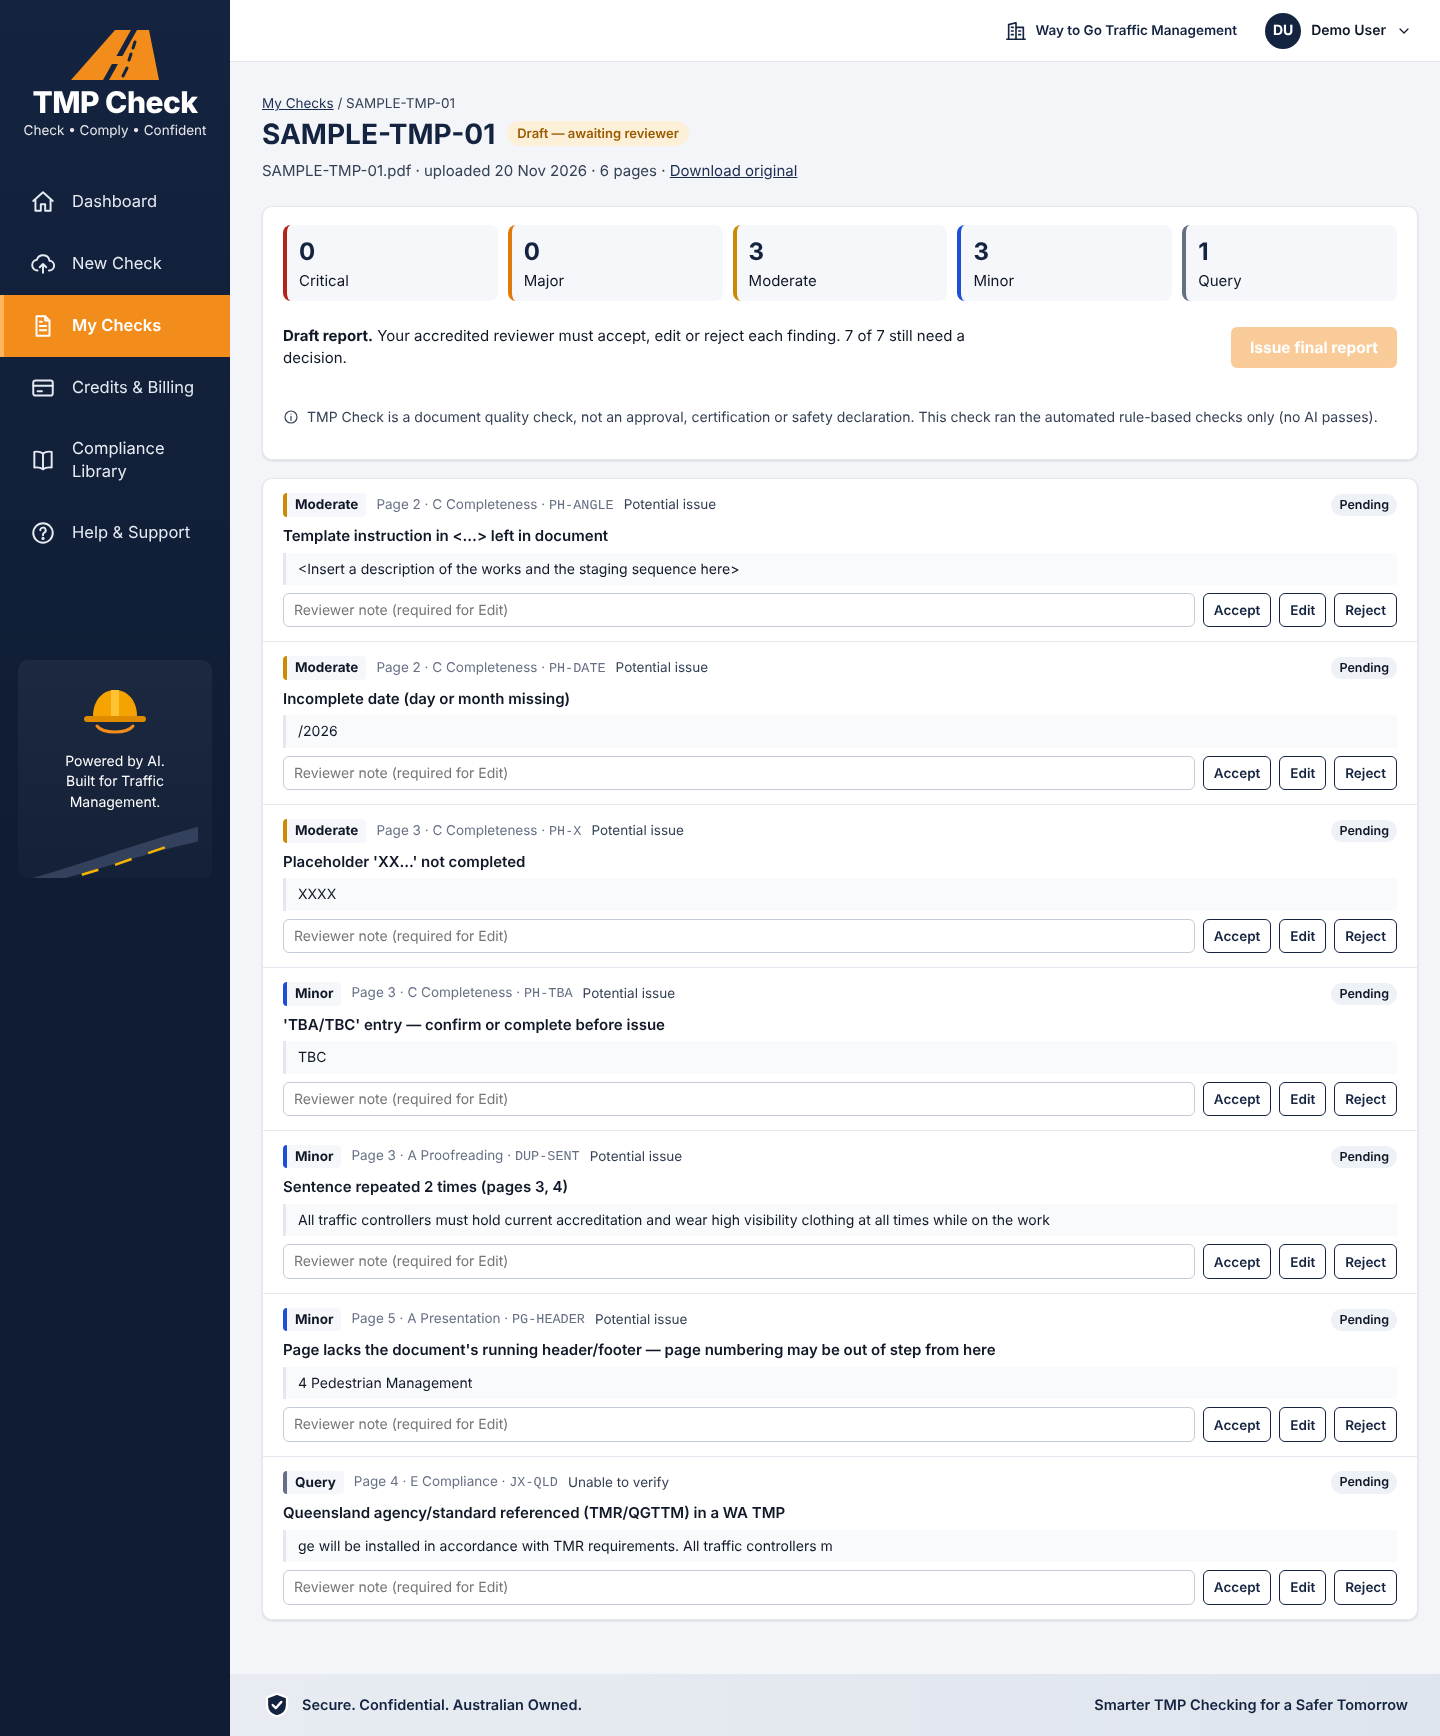 TMP Check
Check • Comply • Confident
Dashboard
New Check
My Checks
Credits & Billing
Compliance
Library
Help & Support
Powered by AI.
Built for Traffic
Management.
Way to Go Traffic Management
DU
Demo User
My Checks / SAMPLE-TMP-01
SAMPLE-TMP-01
Draft — awaiting reviewer
SAMPLE-TMP-01.pdf · uploaded 20 Nov 2026 · 6 pages · Download original
0
Critical
0
Major
3
Moderate
3
Minor
1
Query
Draft report. Your accredited reviewer must accept, edit or reject each finding. 7 of 7 still need a
decision.
Issue final report
TMP Check is a document quality check, not an approval, certification or safety declaration. This check ran the automated rule-based checks only (no AI passes).
Moderate Page 2 · C Completeness · PH-ANGLE Potential issue Pending
Template instruction in <...> left in document
<Insert a description of the works and the staging sequence here>
Reviewer note (required for Edit) Accept Edit Reject
Moderate Page 2 · C Completeness · PH-DATE Potential issue Pending
Incomplete date (day or month missing)
/2026
Reviewer note (required for Edit) Accept Edit Reject
Moderate Page 3 · C Completeness · PH-X Potential issue Pending
Placeholder 'XX...' not completed
XXXX
Reviewer note (required for Edit) Accept Edit Reject
Minor Page 3 · C Completeness · PH-TBA Potential issue Pending
'TBA/TBC' entry — confirm or complete before issue
TBC
Reviewer note (required for Edit) Accept Edit Reject
Minor Page 3 · A Proofreading · DUP-SENT Potential issue Pending
Sentence repeated 2 times (pages 3, 4)
All traffic controllers must hold current accreditation and wear high visibility clothing at all times while on the work
Reviewer note (required for Edit) Accept Edit Reject
Minor Page 5 · A Presentation · PG-HEADER Potential issue Pending
Page lacks the document's running header/footer — page numbering may be out of step from here
4 Pedestrian Management
Reviewer note (required for Edit) Accept Edit Reject
Query Page 4 · E Compliance · JX-QLD Unable to verify Pending
Queensland agency/standard referenced (TMR/QGTTM) in a WA TMP
ge will be installed in accordance with TMR requirements. All traffic controllers m
Reviewer note (required for Edit) Accept Edit Reject
Secure. Confidential. Australian Owned.
Smarter TMP Checking for a Safer Tomorrow